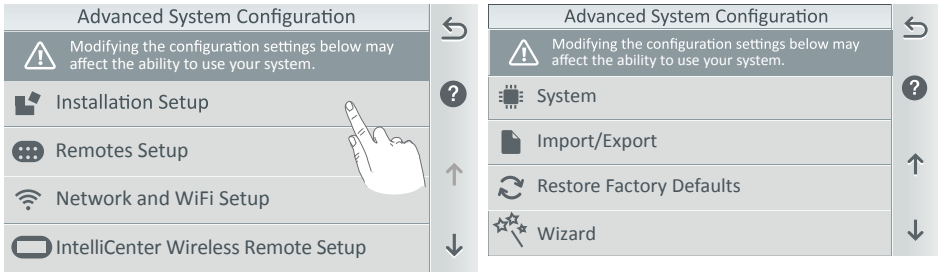 Advanced System Configuration
Modifying the configuration settings below may
affect the ability to use your system.
Installation Setup
Remotes Setup
Network and WiFi Setup
IntelliCenter Wireless Remote Setup
?
Advanced System Configuration
Modifying the configuration settings below may
affect the ability to use your system.
System
Import/Export
Restore Factory Defaults
Wizard
?